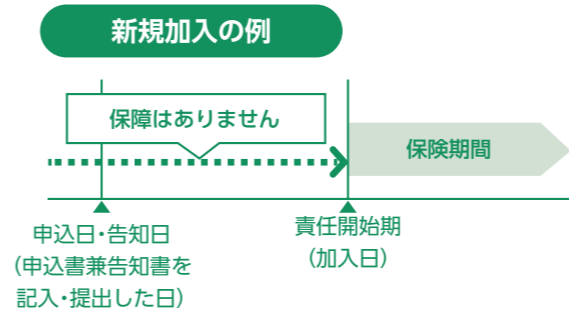 新規加入の例
保障はありません
保険期間
申込日・告知日
(申込書兼告知書を
記入・提出した日)
責任開始期
(加入日)